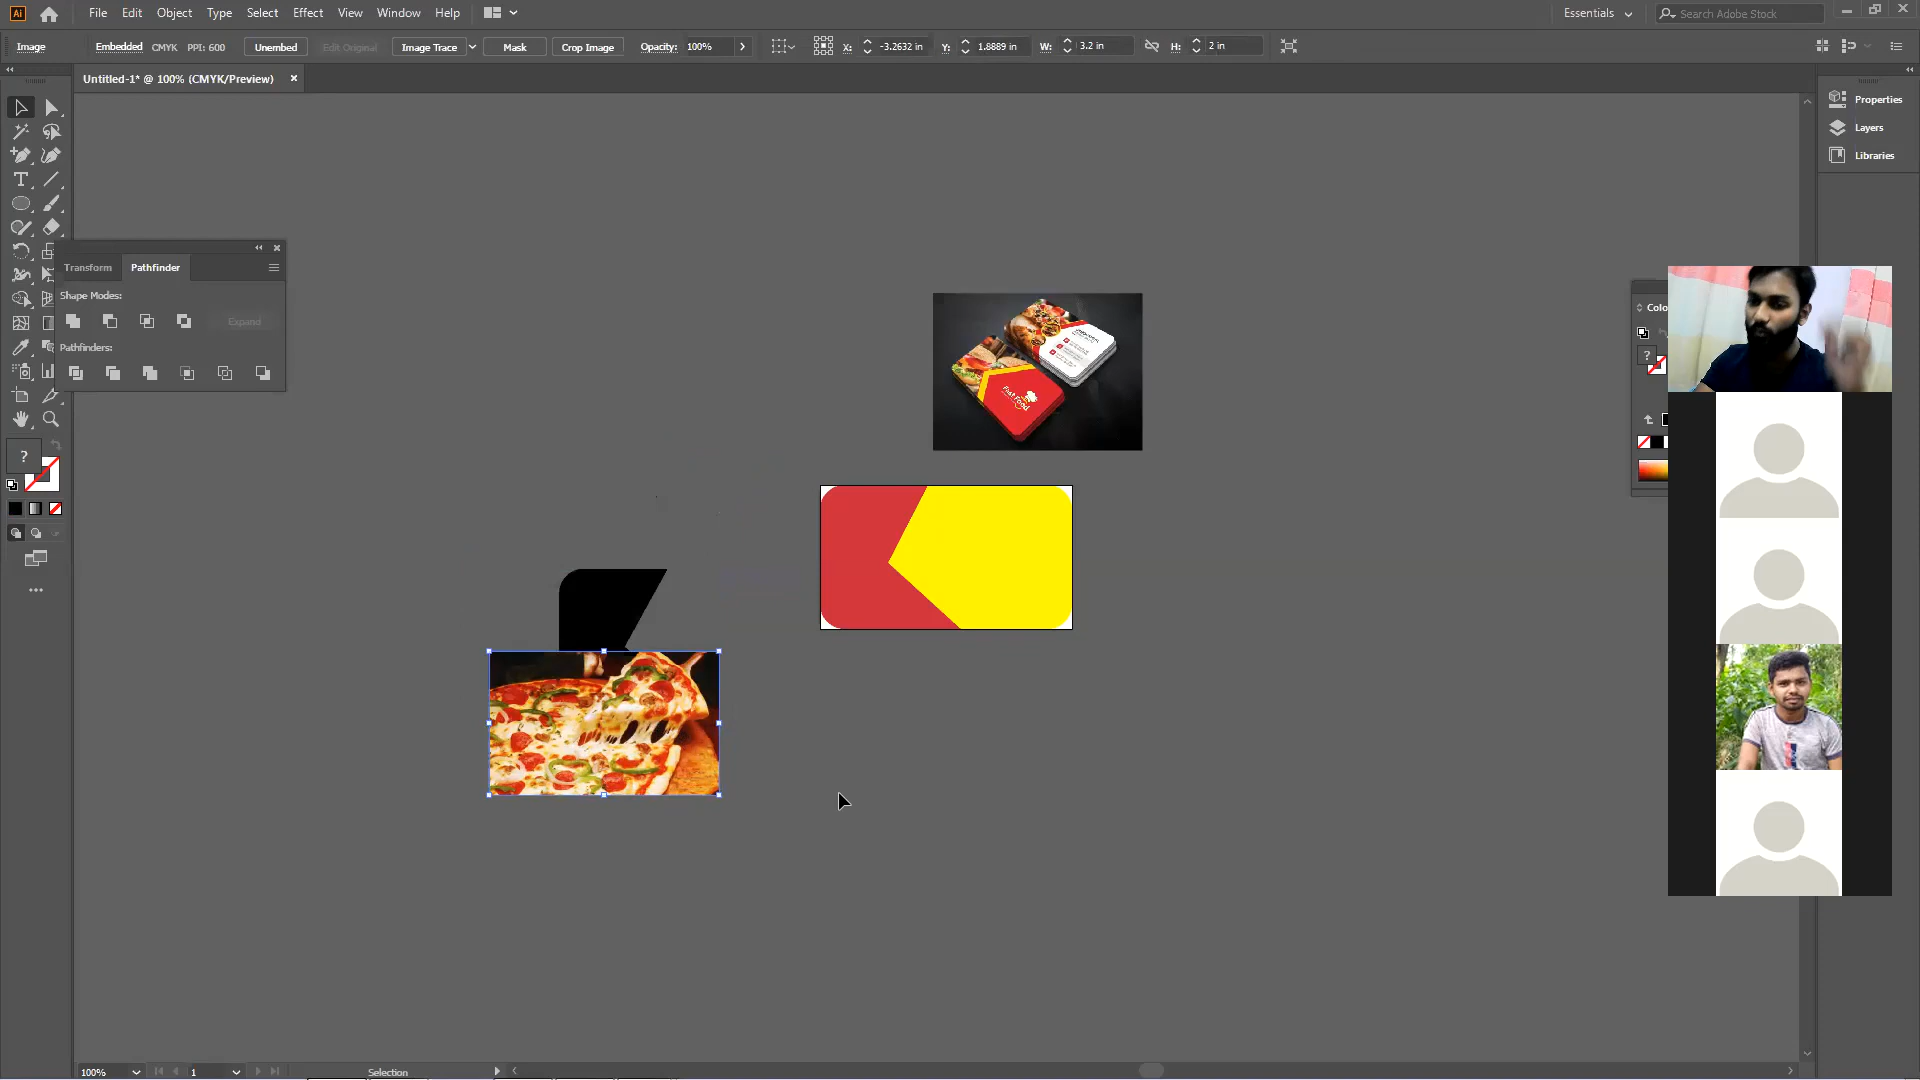 Ai File Edit Object Type Select Effect View Window Help Essentials Search Adobe Stock
Image Embedded CMYK PPI: 600 Unembed Edit Original Image Trace Mask Crop Image Opacity: 100% X: -3.2632 in Y: 1.8889 in W: 3.2 in H: 2 in
Untitled-1* @ 100% (CMYK/Preview)
Properties
Layers
Libraries
Transform Pathfinder
Shape Modes:
Expand
Pathfinders:
Colo
?
?
Fast Food
100% 1 Selection